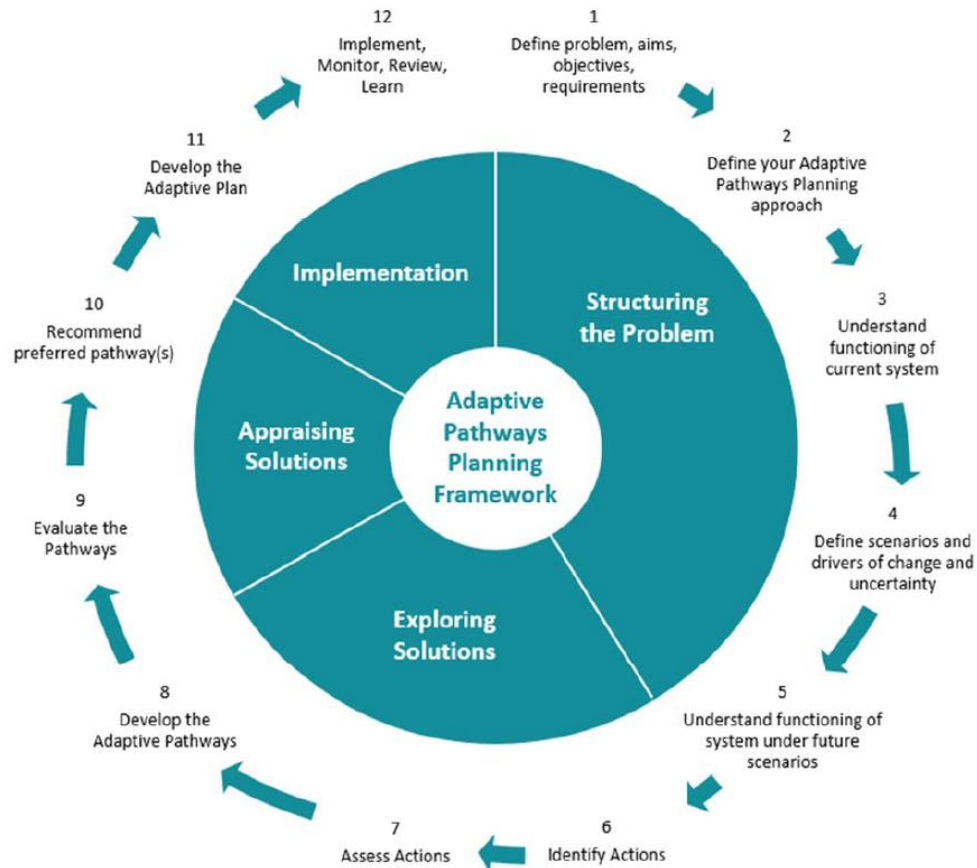 12
Implement,
Monitor, Review,
Learn
1
Define problem, aims,
objectives,
requirements
2
Define your Adaptive
Pathways Planning
approach
3
Understand
functioning of
current system
4
Define scenarios and
drivers of change and
uncertainty
5
Understand functioning of
system under future
scenarios
6
Identify Actions
7
Assess Actions
8
Develop the
Adaptive Pathways
9
Evaluate the
Pathways
10
Recommend
preferred pathway(s)
11
Develop the
Adaptive Plan
Implementation
Structuring
the Problem
Appraising
Solutions
Exploring
Solutions
Adaptive
Pathways
Planning
Framework